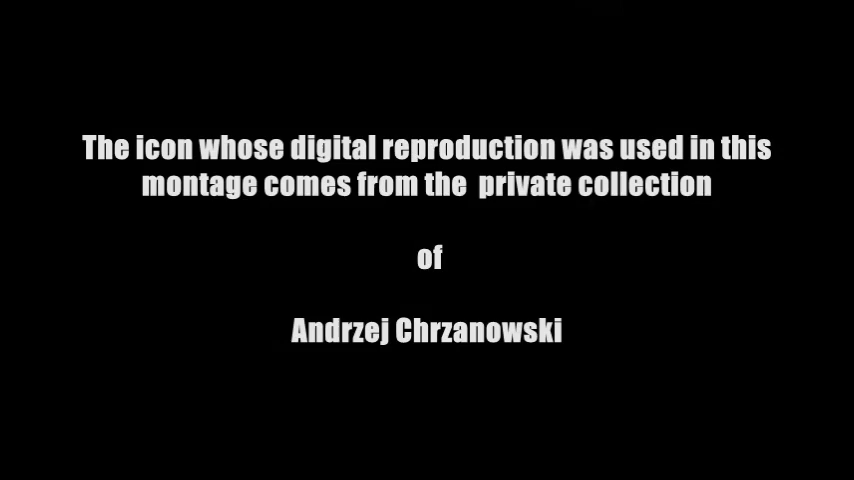 The icon whose digital reproduction was used in this
montage comes from the private collection
of
Andrzej Chrzanowski